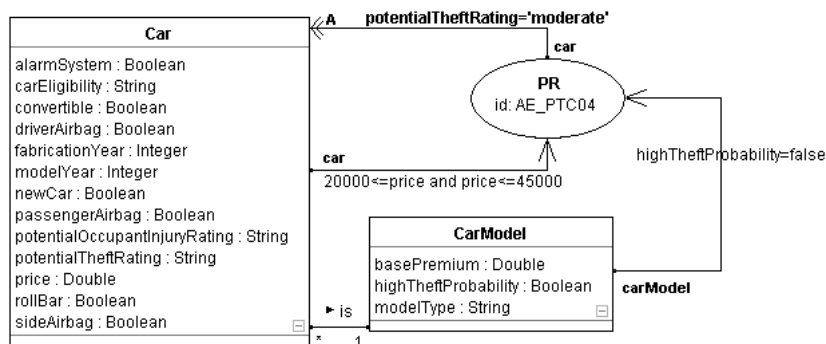 A
potentialTheftRating='moderate'
Car
car
alarmSystem : Boolean
carEligibility : String
convertible : Boolean
driverAirbag : Boolean
fabricationYear : Integer
modelYear : Integer
newCar : Boolean
passengerAirbag : Boolean
potentialOccupantInjuryRating : String
potentialTheftRating : String
price : Double
rollBar : Boolean
sideAirbag : Boolean
PR
id: AE_PTC04
highTheftProbability=false
car
20000<=price and price<=45000
CarModel
basePremium : Double
highTheftProbability : Boolean
modelType : String
carModel
is
* 1